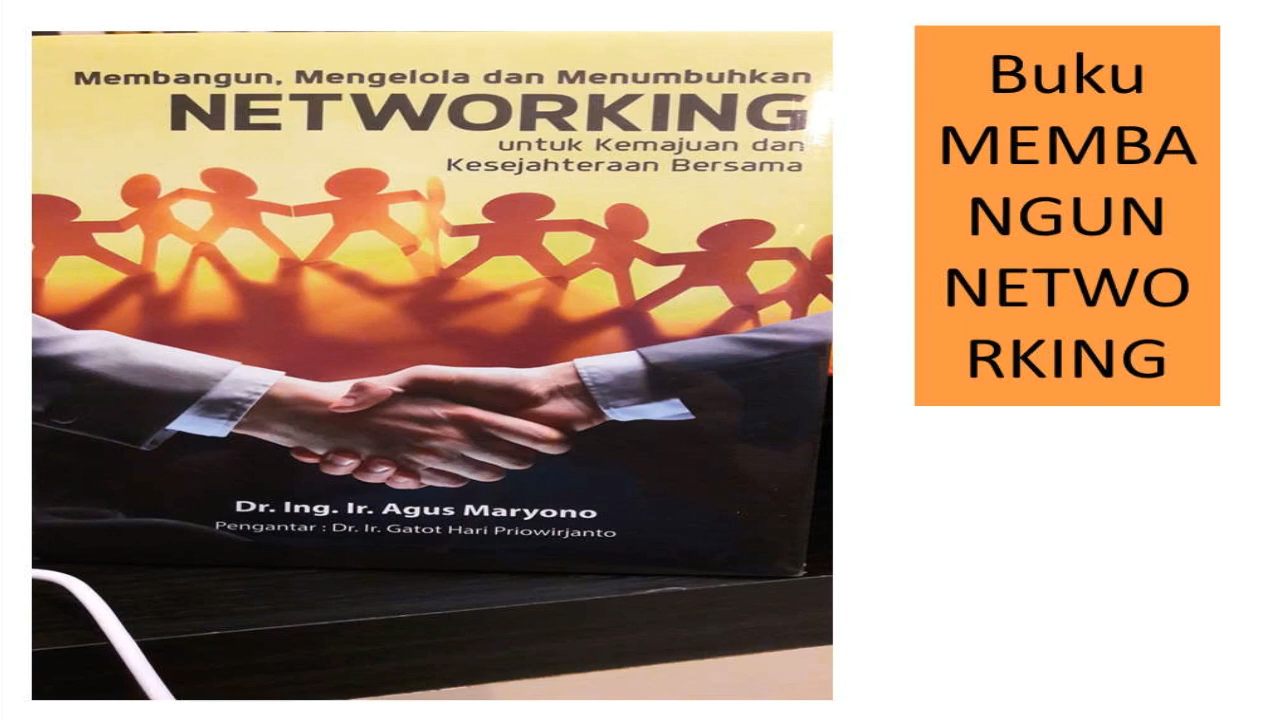 Membangun, Mengelola dan Menumbuhkan
NETWORKING
untuk Kemajuan dan
Kesejahteraan Bersama
Dr. Ing. Ir. Agus Maryono
Pengantar : Dr. Ir. Gatot Hari Priowirjanto
Buku
MEMBA
NGUN
NETWO
RKING